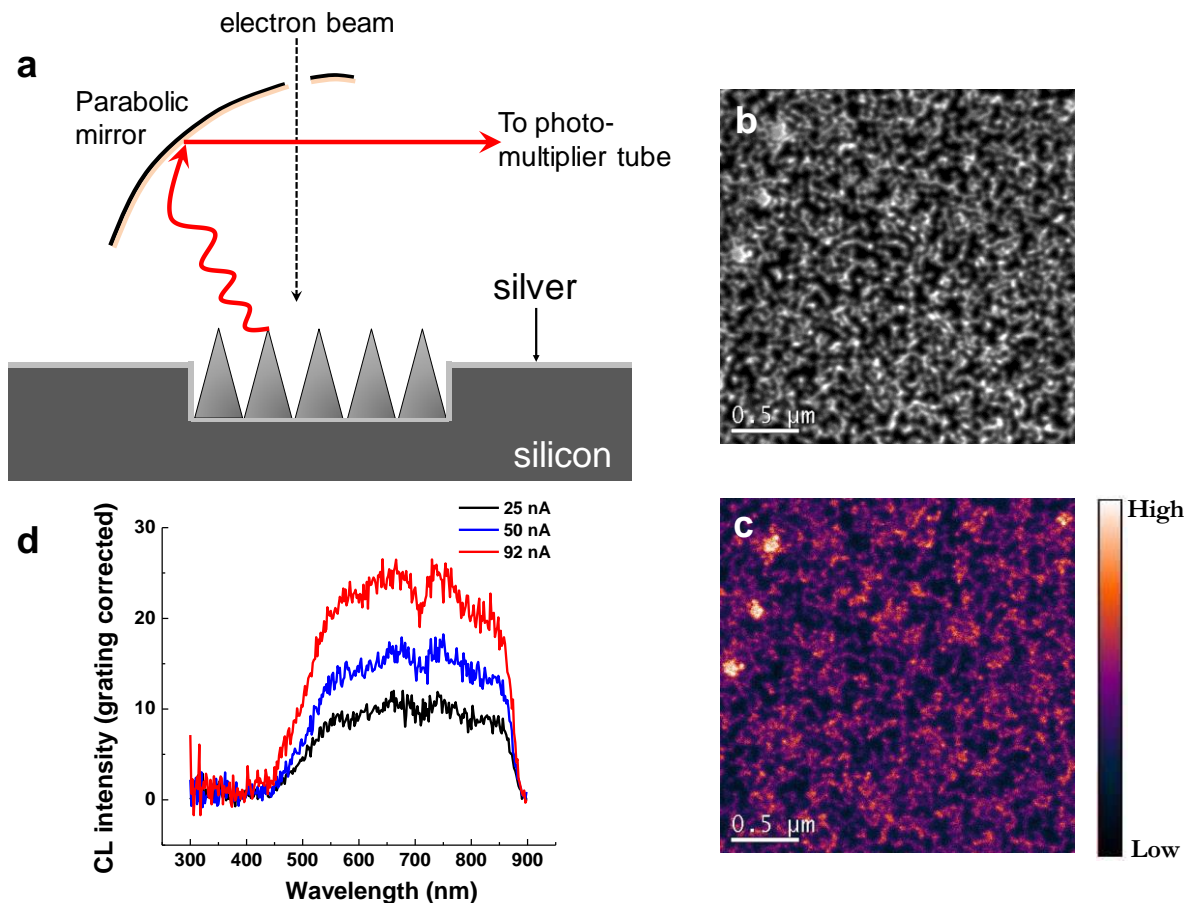 electron beam
a
Parabolic
mirror
To photo-
multiplier tube
silver
silicon
b
0.5 μm
c
0.5 μm
High
Low
d
25 nA
50 nA
92 nA
CL intensity (grating corrected)
30
20
10
0
300 400 500 600 700 800 900
Wavelength (nm)